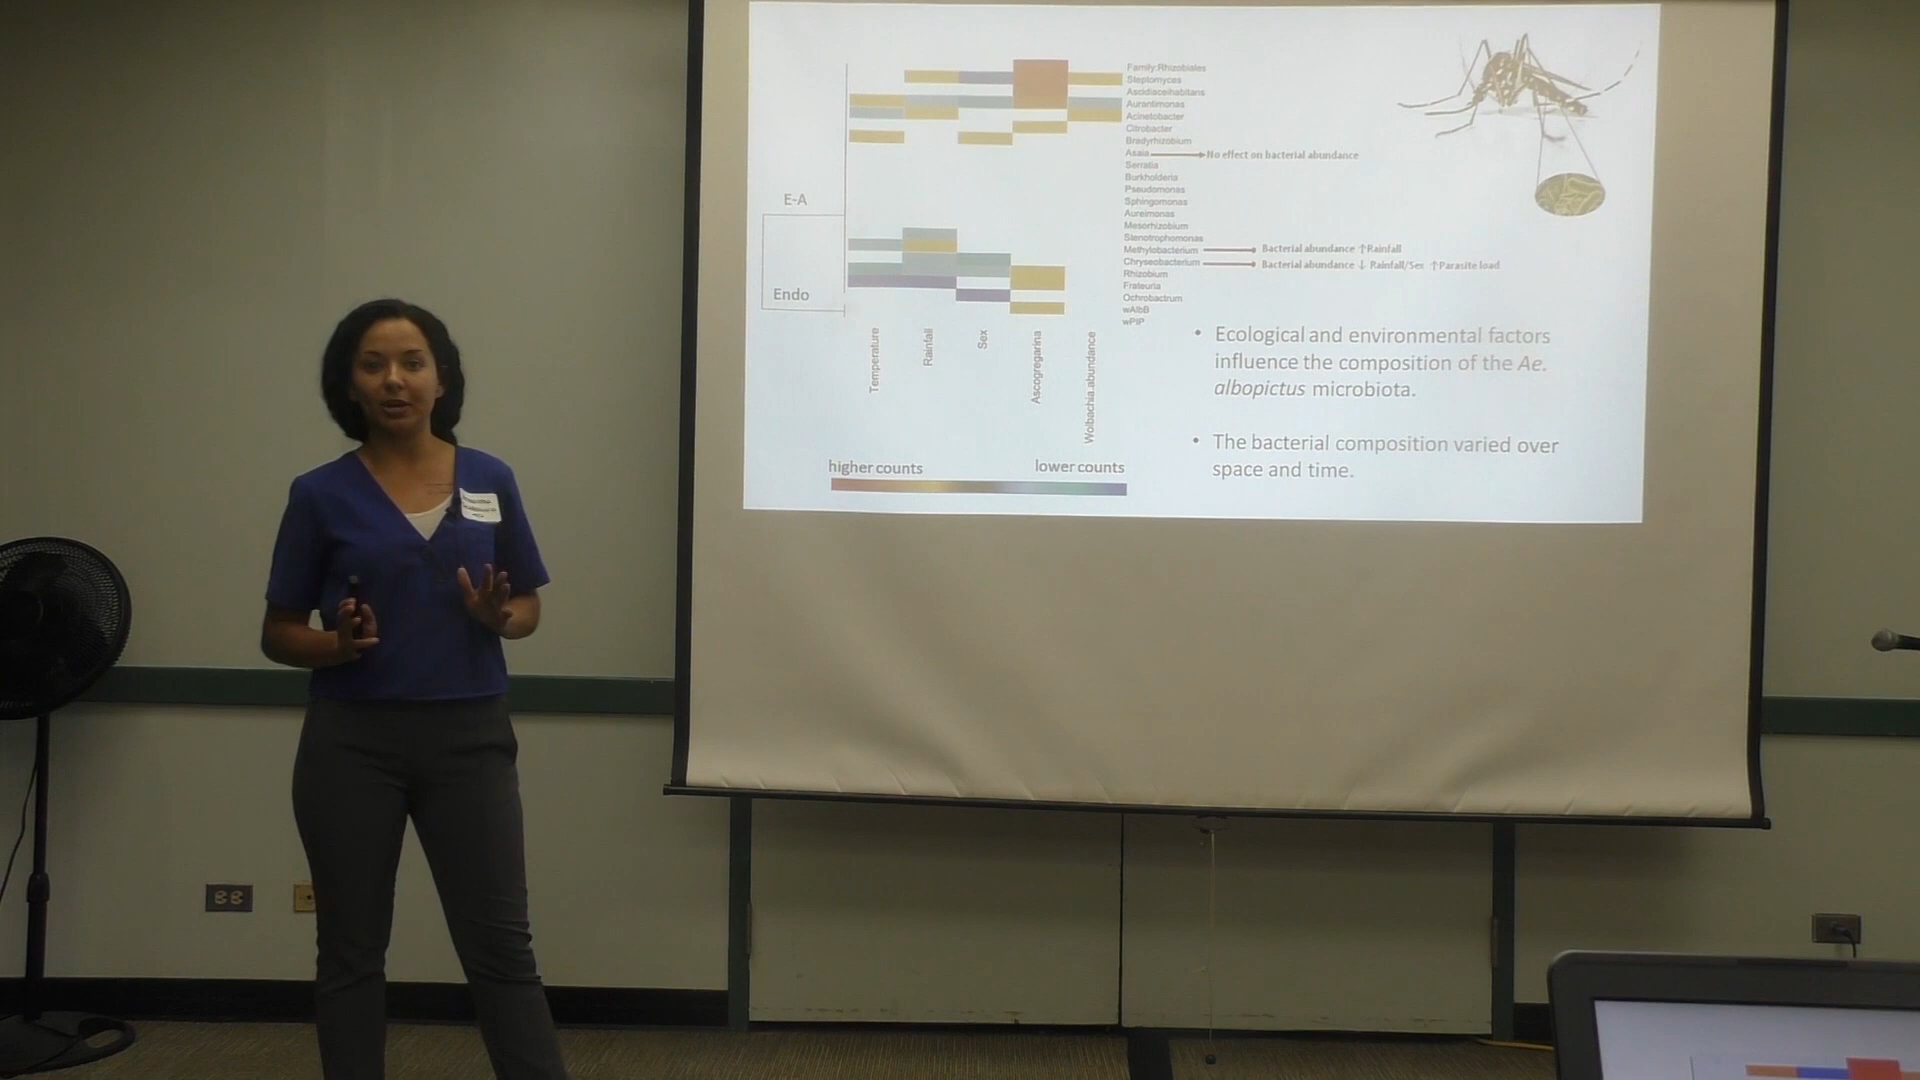 Family:Rhizobiales
Steptomyces
Ascidiaceihabitans
Aurantimonas
Acinetobacter
Citrobacter
Bradyrhizobium
Asaia
No effect on bacterial abundance
Serratia
Burkholderia
Pseudomonas
Sphingomonas
Aureimonas
Mesorhizobium
Stenotrophomonas
Methylobacterium
Bacterial abundance ↑Rainfall
Chryseobacterium
Bacterial abundance ↓ Rainfall/Sex ↑Parasite load
Rhizobium
Frateuria
Ochrobactrum
wAlbB
wPIP
E-A
Endo
Temperature
Rainfall
Sex
Ascogregarina
Wolbachia.abundance
higher counts
lower counts
• Ecological and environmental factors
influence the composition of the Ae.
albopictus microbiota.
• The bacterial composition varied over
space and time.